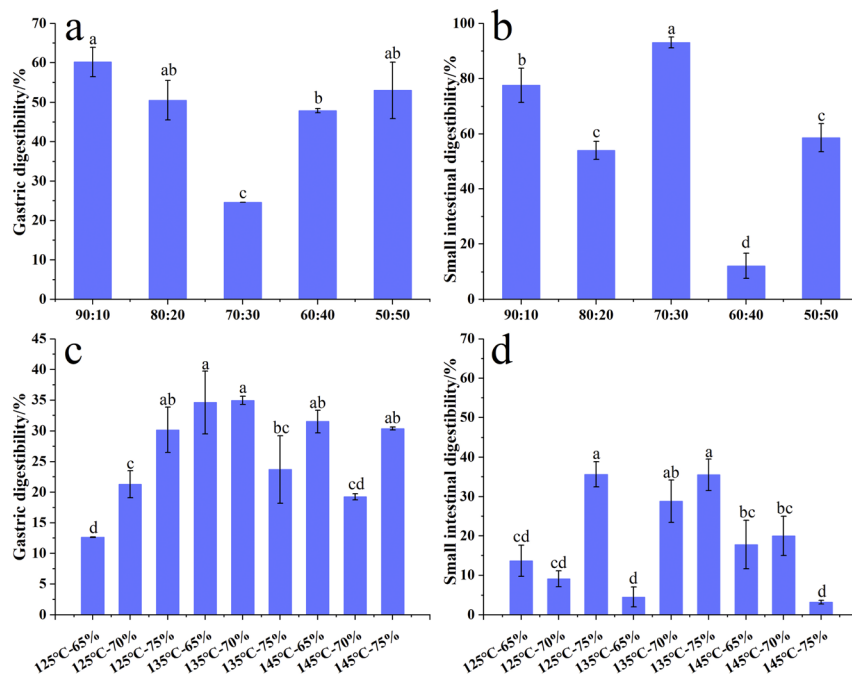 a
Gastric digestibility/%
70
60
50
40
30
20
10
0
a
ab
c
b
ab
90:10
80:20
70:30
60:40
50:50
b
Small intestinal digestibility/%
100
80
60
40
20
0
b
c
a
d
c
90:10
80:20
70:30
60:40
50:50
c
Gastric digestibility/%
45
40
35
30
25
20
15
10
5
0
d
c
ab
a
a
bc
ab
cd
ab
125°C-65%
125°C-70%
125°C-75%
135°C-65%
135°C-70%
135°C-75%
145°C-65%
145°C-70%
145°C-75%
d
Small intestinal digestibility/%
70
60
50
40
30
20
10
0
cd
cd
a
d
ab
a
bc
bc
d
125°C-65%
125°C-70%
125°C-75%
135°C-65%
135°C-70%
135°C-75%
145°C-65%
145°C-70%
145°C-75%